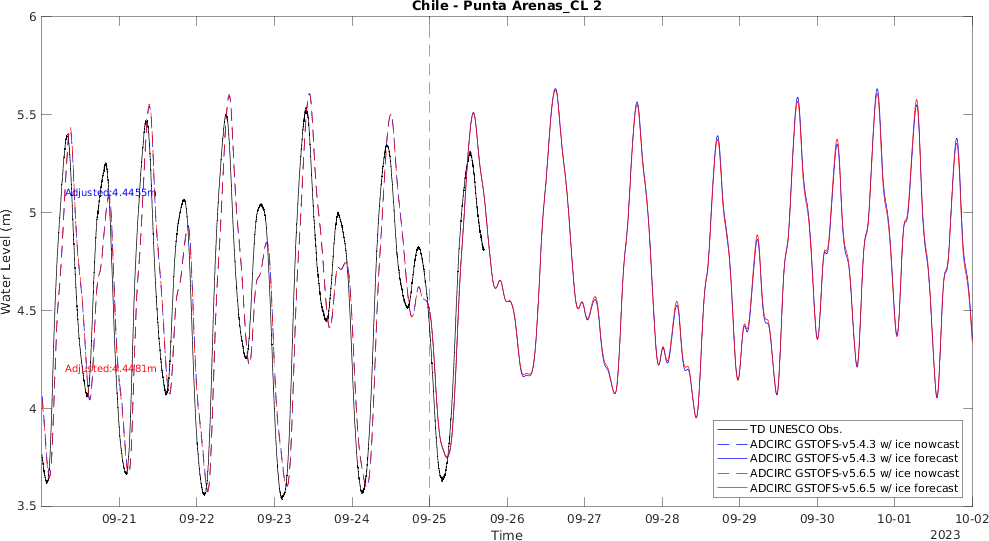 Chile - Punta Arenas_CL 2
6
5.5
5
4.5
4
3.5
Water Level (m)
Adjusted:4.4455m
Adjusted:4.4481m
TD UNESCO Obs.
ADCIRC GSTOFS-v5.4.3 w/ ice nowcast
ADCIRC GSTOFS-v5.4.3 w/ ice forecast
ADCIRC GSTOFS-v5.6.5 w/ ice nowcast
ADCIRC GSTOFS-v5.6.5 w/ ice forecast
09-21 09-22 09-23 09-24 09-25 09-26 09-27 09-28 09-29 09-30 10-01 10-02
Time
2023